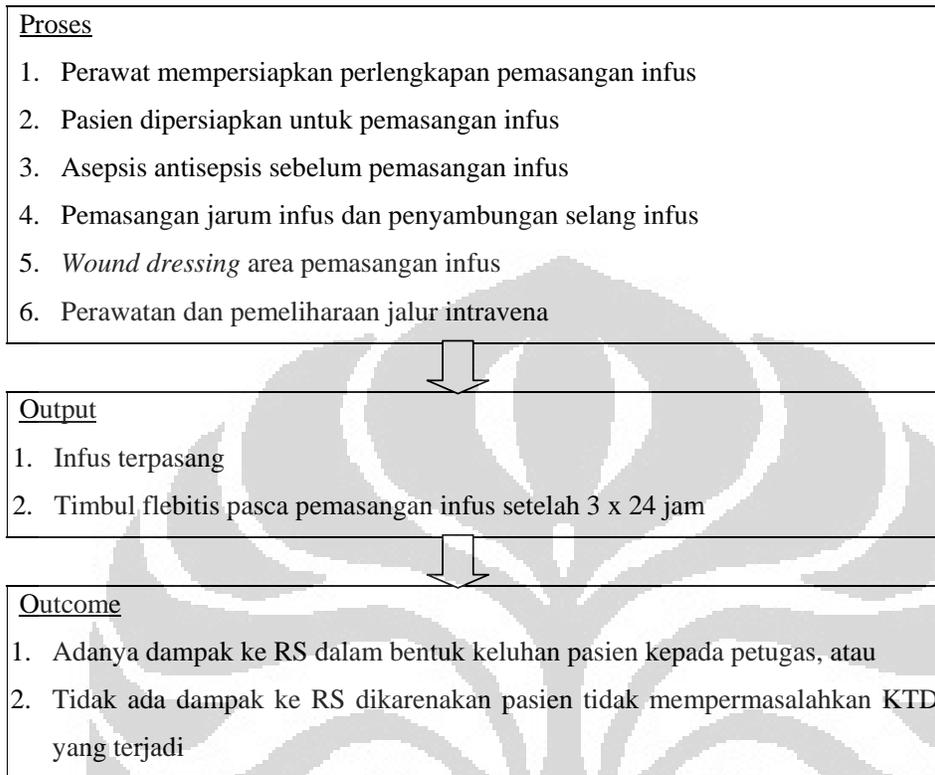 Proses
1. Perawat mempersiapkan perlengkapan pemasangan infus
2. Pasien dipersiapkan untuk pemasangan infus
3. Asepsis antisepsis sebelum pemasangan infus
4. Pemasangan jarum infus dan penyambungan selang infus
5. Wound dressing area pemasangan infus
6. Perawatan dan pemeliharaan jalur intravena
Output
1. Infus terpasang
2. Timbul flebitis pasca pemasangan infus setelah 3 x 24 jam
Outcome
1. Adanya dampak ke RS dalam bentuk keluhan pasien kepada petugas, atau
2. Tidak ada dampak ke RS dikarenakan pasien tidak mempermasalahkan KTD
yang terjadi